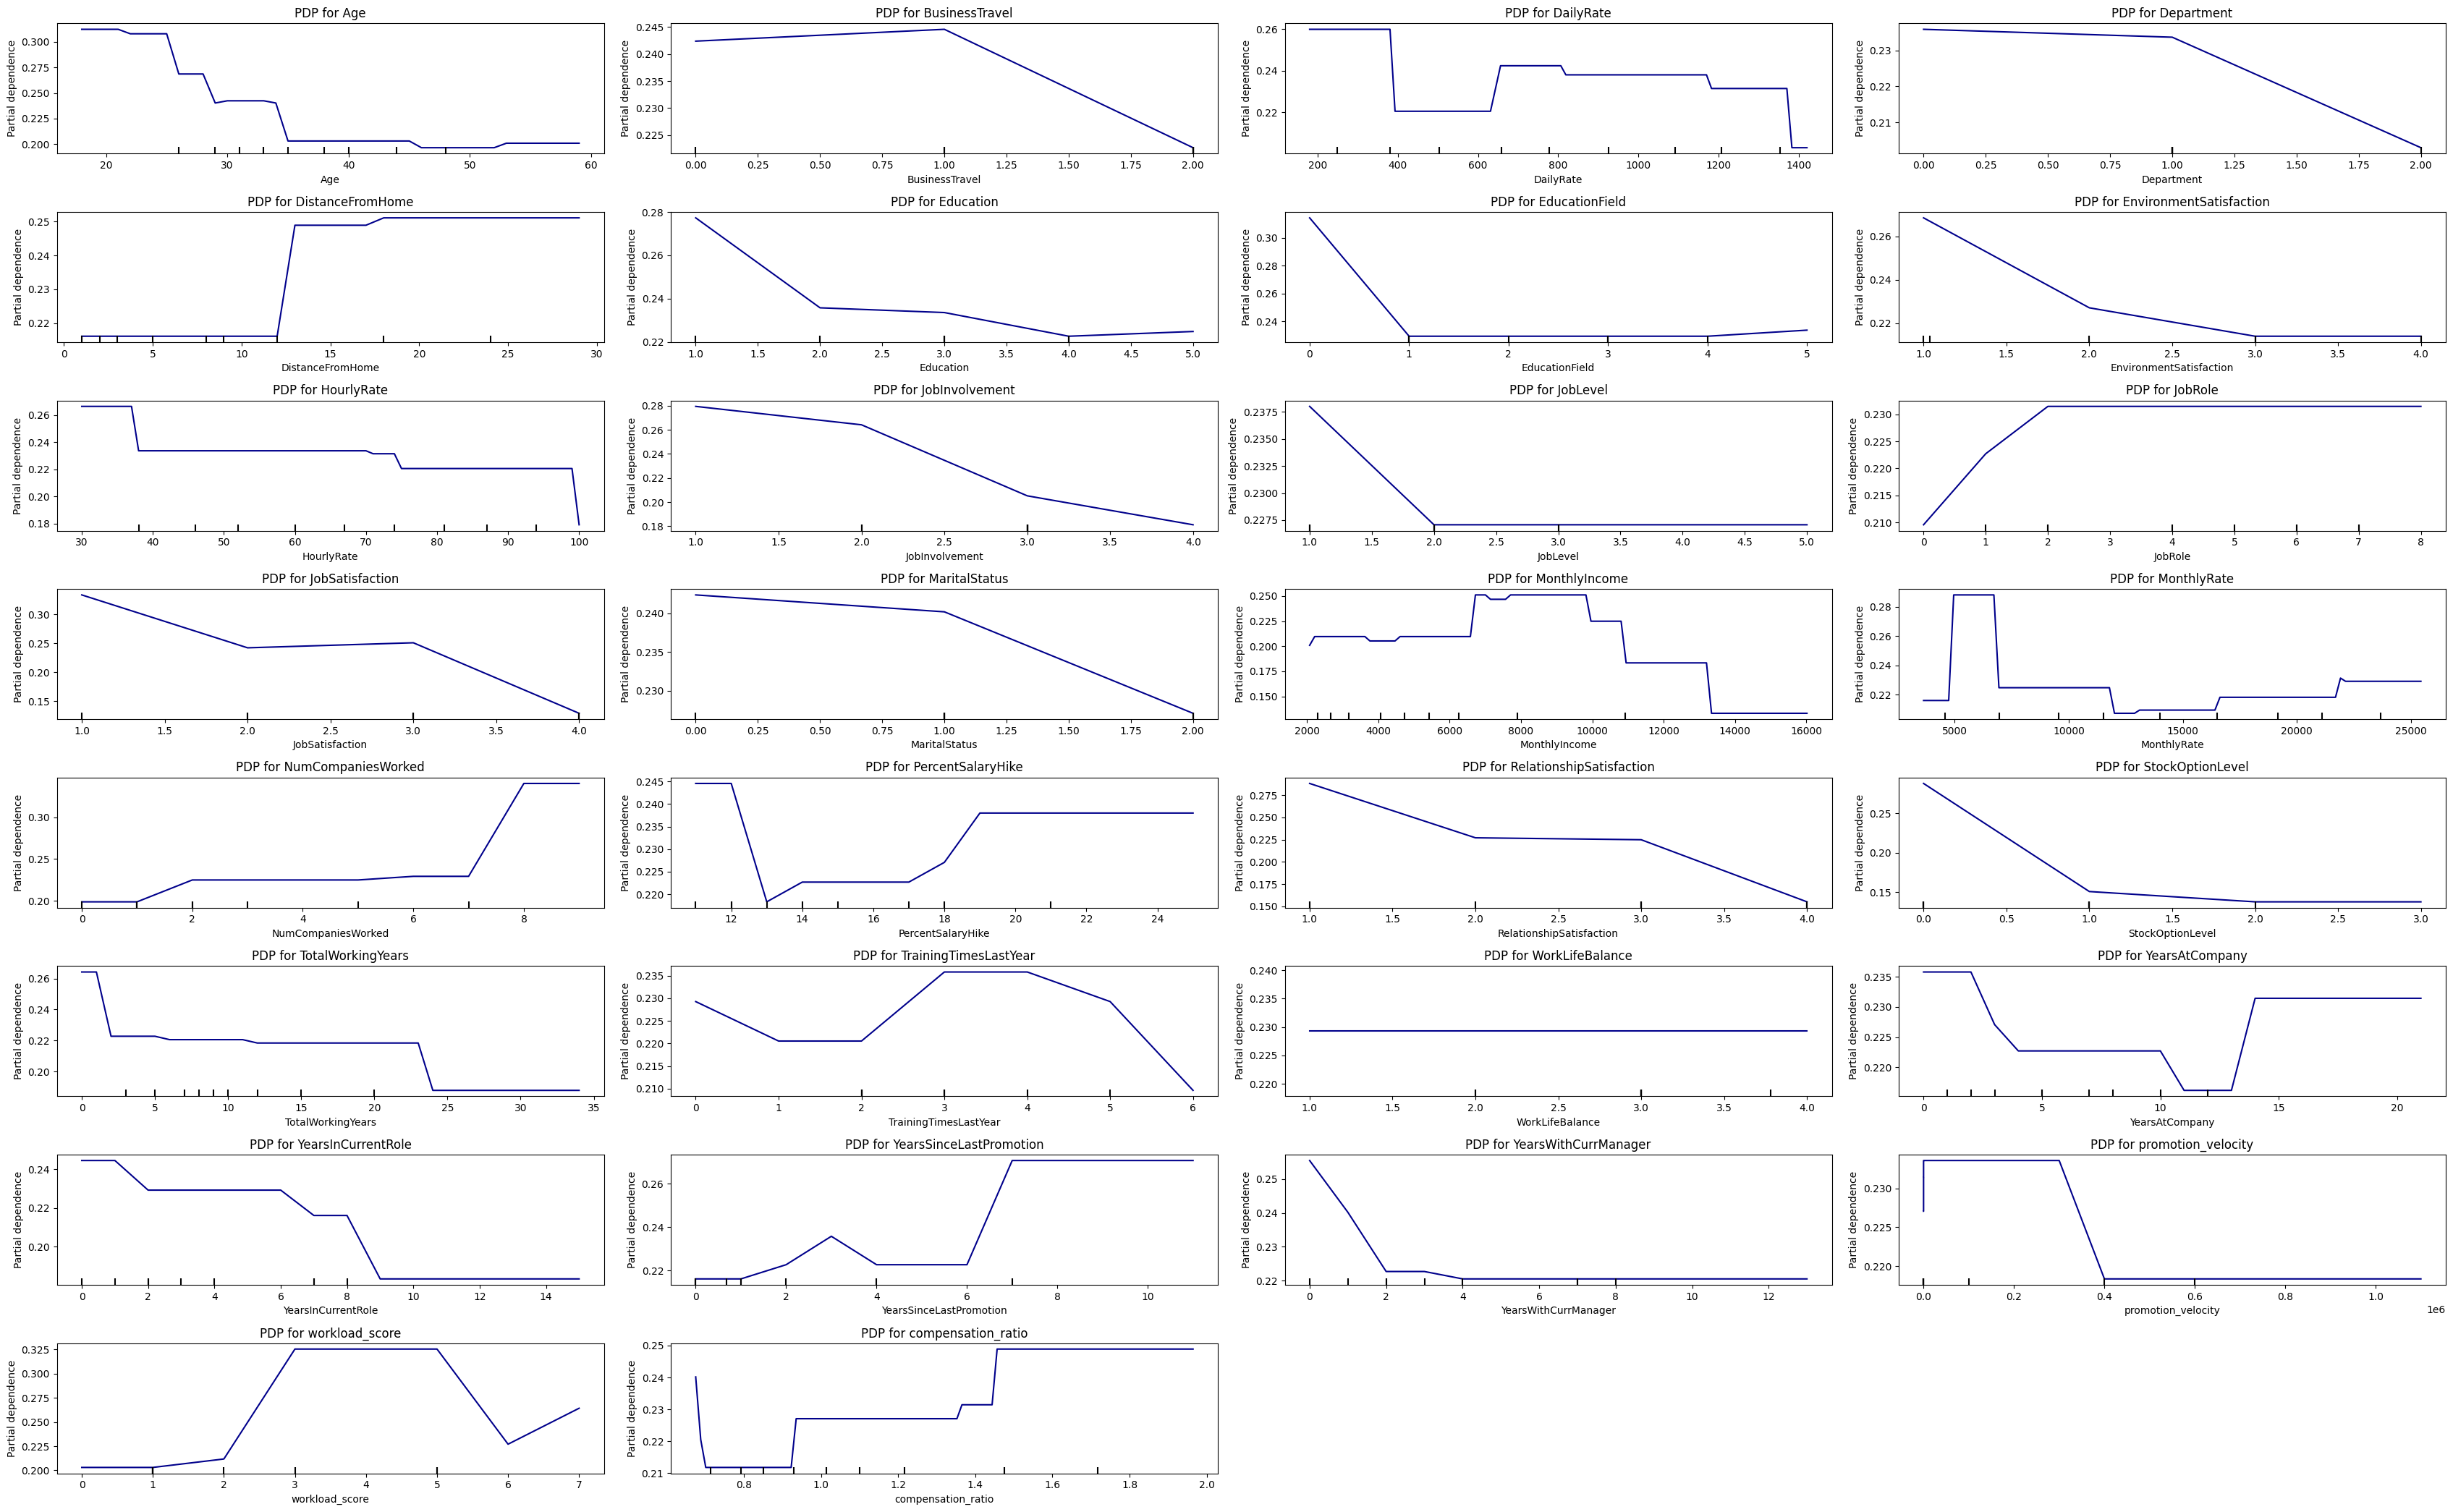 PDP for Age
Partial dependence
0.300
0.275
0.250
0.225
0.200
20 30 40 50 60
Age
PDP for BusinessTravel
Partial dependence
0.245
0.240
0.235
0.230
0.225
0.00 0.25 0.50 0.75 1.00 1.25 1.50 1.75 2.00
BusinessTravel
PDP for DailyRate
Partial dependence
0.26
0.24
0.22
200 400 600 800 1000 1200 1400
DailyRate
PDP for Department
Partial dependence
0.23
0.22
0.21
0.00 0.25 0.50 0.75 1.00 1.25 1.50 1.75 2.00
Department
PDP for DistanceFromHome
Partial dependence
0.25
0.24
0.23
0.22
0 5 10 15 20 25 30
DistanceFromHome
PDP for Education
Partial dependence
0.28
0.26
0.24
0.22
1.0 1.5 2.0 2.5 3.0 3.5 4.0 4.5 5.0
Education
PDP for EducationField
Partial dependence
0.30
0.28
0.26
0.24
0 1 2 3 4 5
EducationField
PDP for EnvironmentSatisfaction
Partial dependence
0.26
0.24
0.22
1.0 1.5 2.0 2.5 3.0 3.5 4.0
EnvironmentSatisfaction
PDP for HourlyRate
Partial dependence
0.26
0.24
0.22
0.20
0.18
30 40 50 60 70 80 90 100
HourlyRate
PDP for JobInvolvement
Partial dependence
0.28
0.26
0.24
0.22
0.20
0.18
1.0 1.5 2.0 2.5 3.0 3.5 4.0
JobInvolvement
PDP for JobLevel
Partial dependence
0.2375
0.2350
0.2325
0.2300
0.2275
1.0 1.5 2.0 2.5 3.0 3.5 4.0 4.5 5.0
JobLevel
PDP for JobRole
Partial dependence
0.230
0.225
0.220
0.215
0.210
0 1 2 3 4 5 6 7 8
JobRole
PDP for JobSatisfaction
Partial dependence
0.30
0.25
0.20
0.15
1.0 1.5 2.0 2.5 3.0 3.5 4.0
JobSatisfaction
PDP for MaritalStatus
Partial dependence
0.240
0.235
0.230
0.00 0.25 0.50 0.75 1.00 1.25 1.50 1.75 2.00
MaritalStatus
PDP for MonthlyIncome
Partial dependence
0.250
0.225
0.200
0.175
0.150
2000 4000 6000 8000 10000 12000 14000 16000
MonthlyIncome
PDP for MonthlyRate
Partial dependence
0.28
0.26
0.24
0.22
5000 10000 15000 20000 25000
MonthlyRate
PDP for NumCompaniesWorked
Partial dependence
0.30
0.25
0.20
0 2 4 6 8
NumCompaniesWorked
PDP for PercentSalaryHike
Partial dependence
0.245
0.240
0.235
0.230
0.225
0.220
12 14 16 18 20 22 24
PercentSalaryHike
PDP for RelationshipSatisfaction
Partial dependence
0.275
0.250
0.225
0.200
0.175
0.150
1.0 1.5 2.0 2.5 3.0 3.5 4.0
RelationshipSatisfaction
PDP for StockOptionLevel
Partial dependence
0.25
0.20
0.15
0.0 0.5 1.0 1.5 2.0 2.5 3.0
StockOptionLevel
PDP for TotalWorkingYears
Partial dependence
0.26
0.24
0.22
0.20
0 5 10 15 20 25 30 35
TotalWorkingYears
PDP for TrainingTimesLastYear
Partial dependence
0.235
0.230
0.225
0.220
0.215
0.210
0 1 2 3 4 5 6
TrainingTimesLastYear
PDP for WorkLifeBalance
Partial dependence
0.240
0.235
0.230
0.225
0.220
1.0 1.5 2.0 2.5 3.0 3.5 4.0
WorkLifeBalance
PDP for YearsAtCompany
Partial dependence
0.235
0.230
0.225
0.220
0 5 10 15 20
YearsAtCompany
PDP for YearsInCurrentRole
Partial dependence
0.24
0.22
0.20
0 2 4 6 8 10 12 14
YearsInCurrentRole
PDP for YearsSinceLastPromotion
Partial dependence
0.26
0.24
0.22
0 2 4 6 8 10
YearsSinceLastPromotion
PDP for YearsWithCurrManager
Partial dependence
0.25
0.24
0.23
0.22
0 2 4 6 8 10 12
YearsWithCurrManager
PDP for promotion_velocity
Partial dependence
0.230
0.225
0.220
0.0 0.2 0.4 0.6 0.8 1.0
promotion_velocity
1e6
PDP for workload_score
Partial dependence
0.325
0.300
0.275
0.250
0.225
0.200
0 1 2 3 4 5 6 7
workload_score
PDP for compensation_ratio
Partial dependence
0.25
0.24
0.23
0.22
0.21
0.8 1.0 1.2 1.4 1.6 1.8 2.0
compensation_ratio